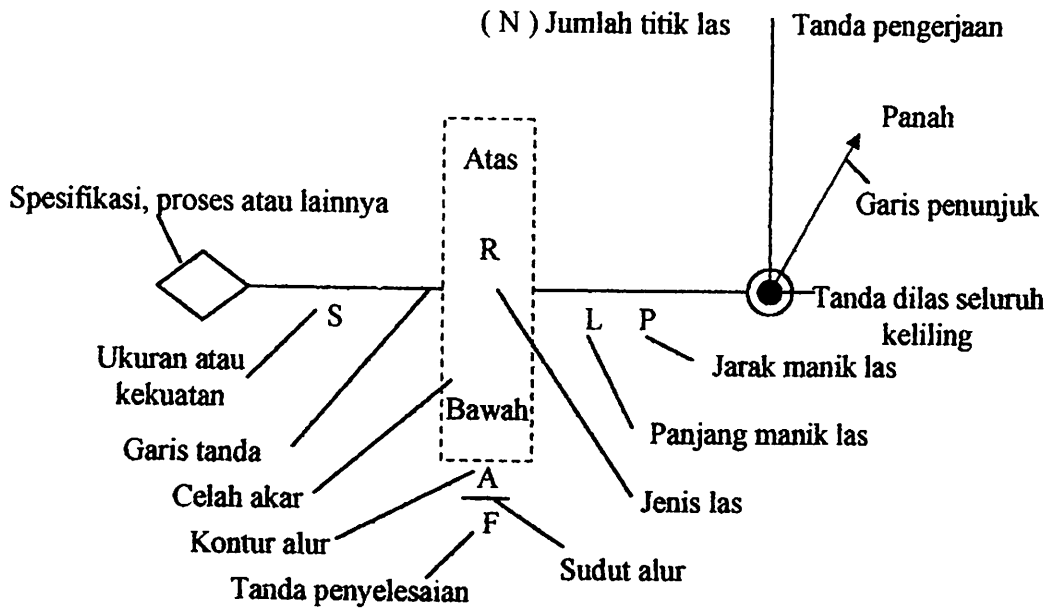 ( N ) Jumlah titik las
Tanda pengerjaan
Panah
Atas
Spesifikasi, proses atau lainnya
Garis penunjuk
R
Tanda dilas seluruh
keliling
S
L
P
Ukuran atau
kekuatan
Jarak manik las
Bawah
Panjang manik las
Garis tanda
Celah akar
A
Jenis las
Kontur alur
F
Sudut alur
Tanda penyelesaian